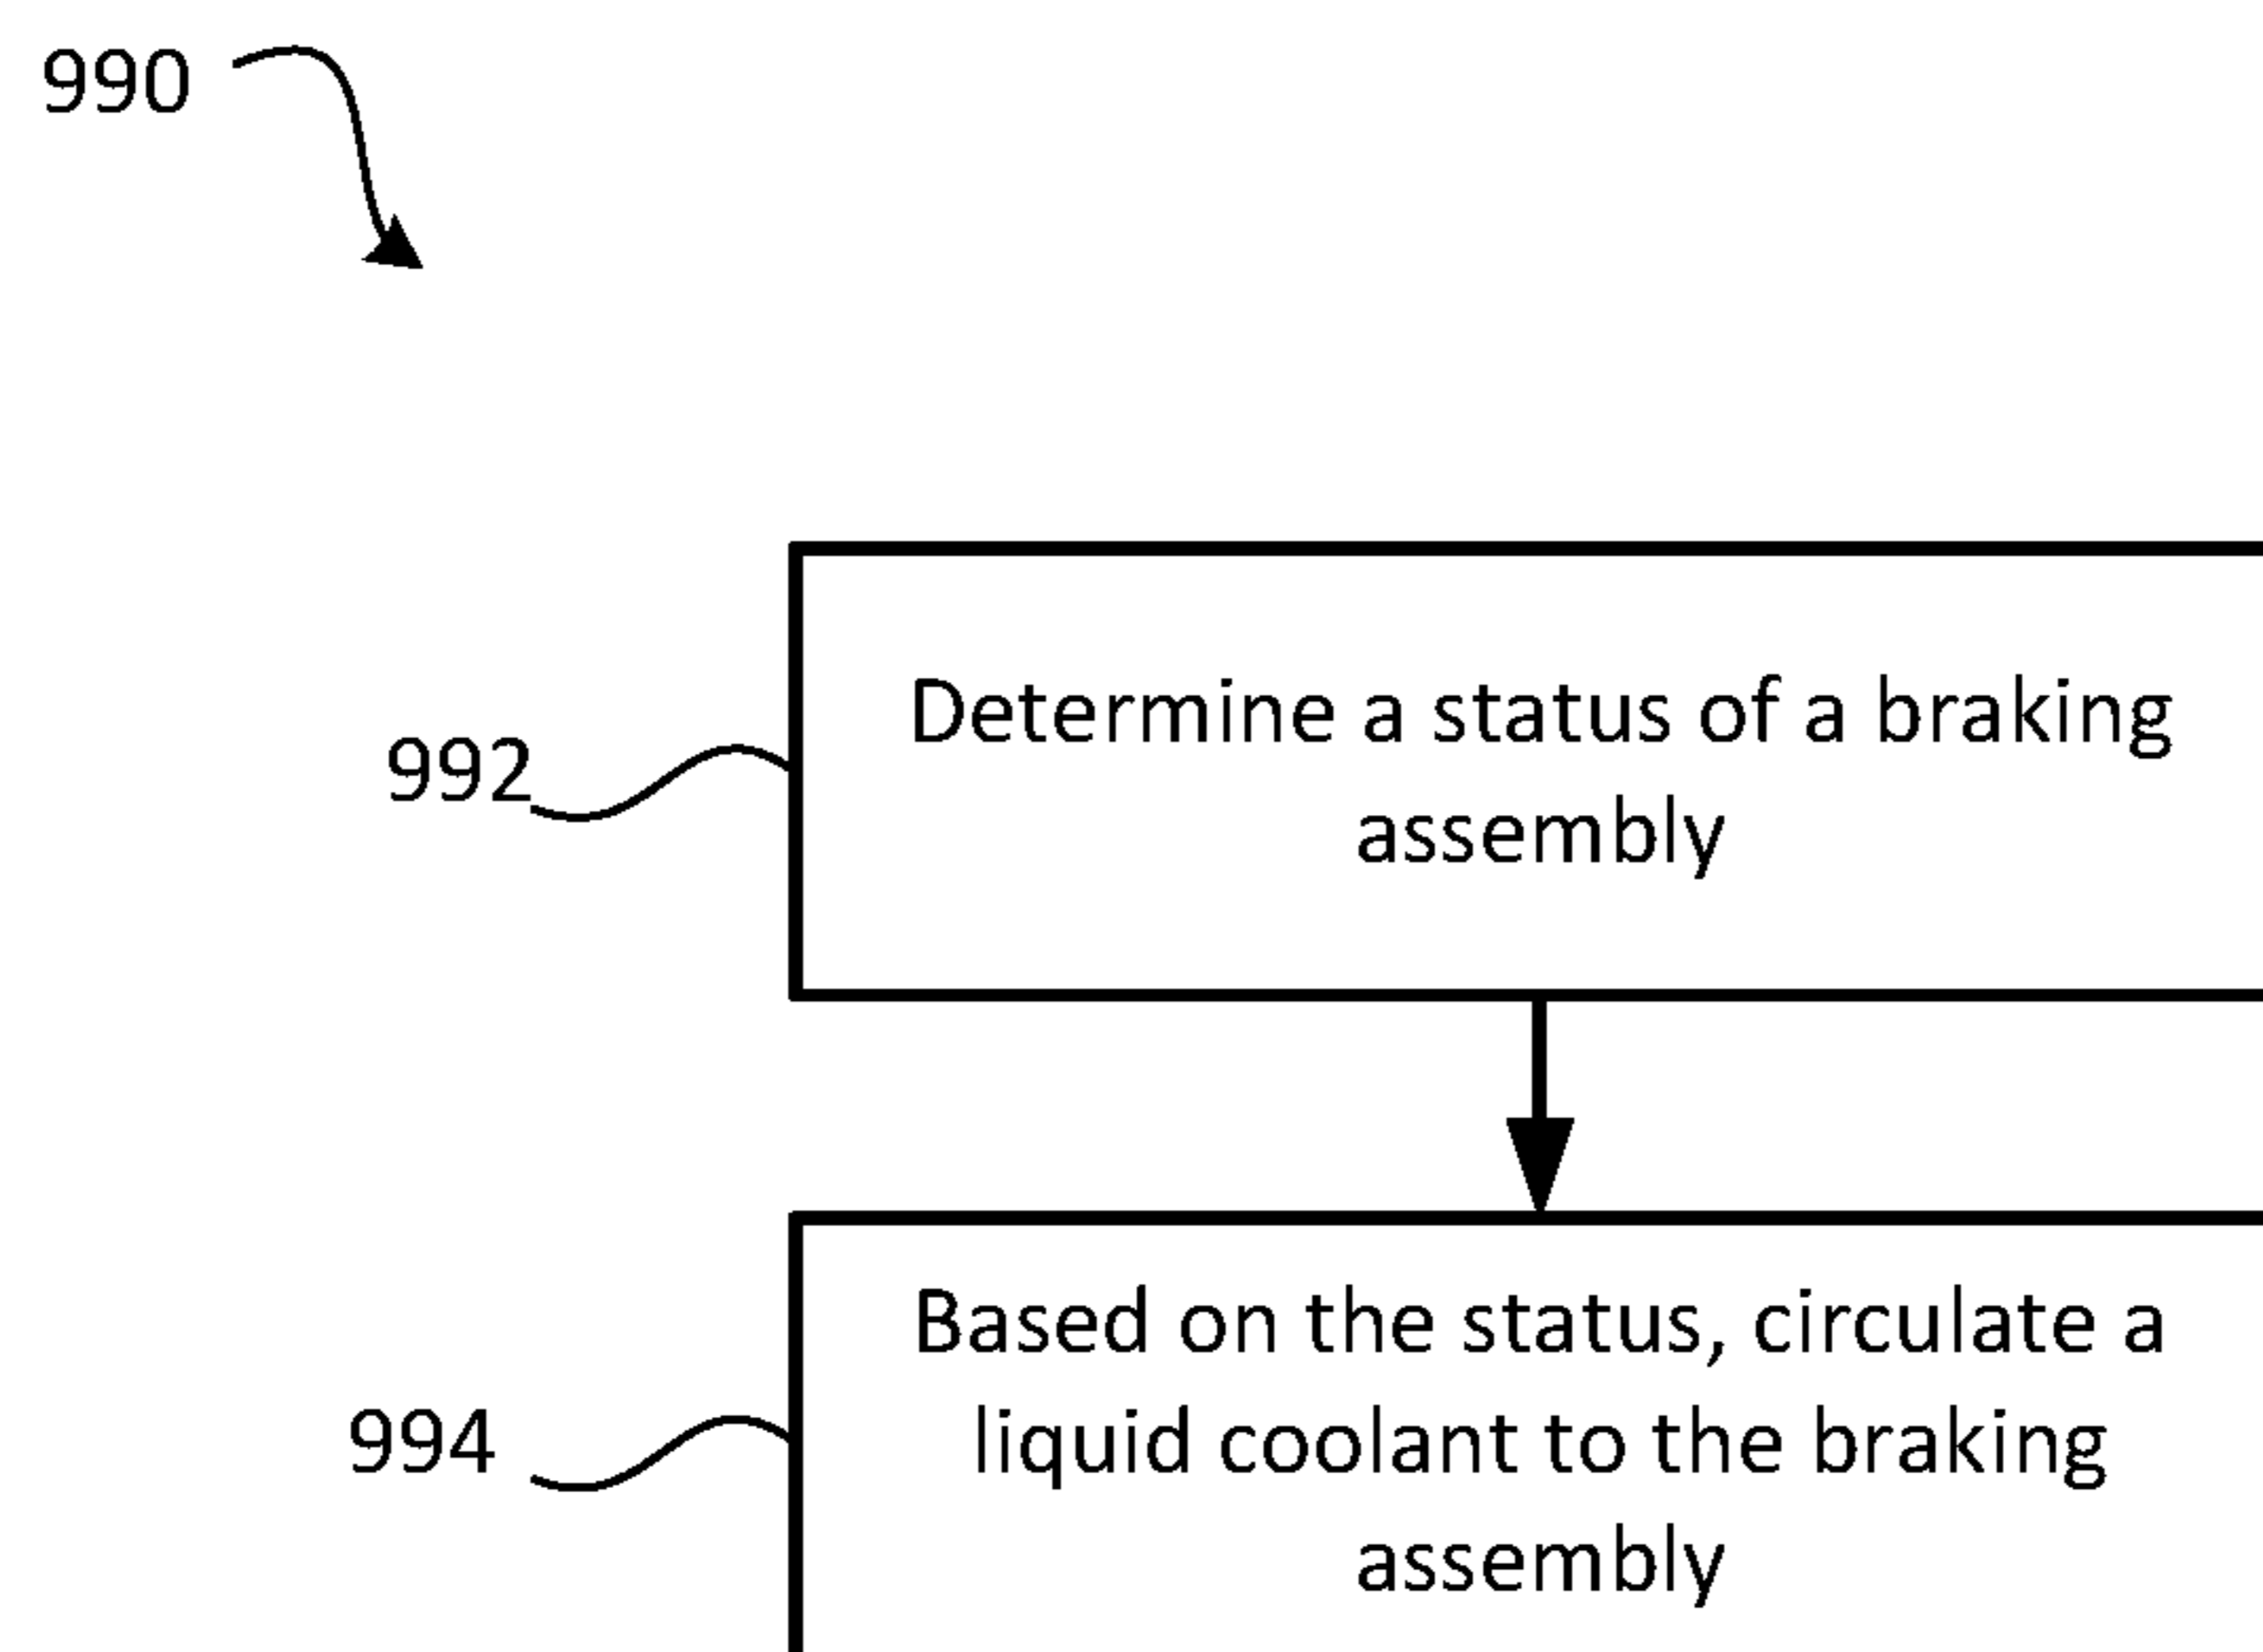 990
992
Determine a status of a braking
assembly
994
Based on the status, circulate a
liquid coolant to the braking
assembly